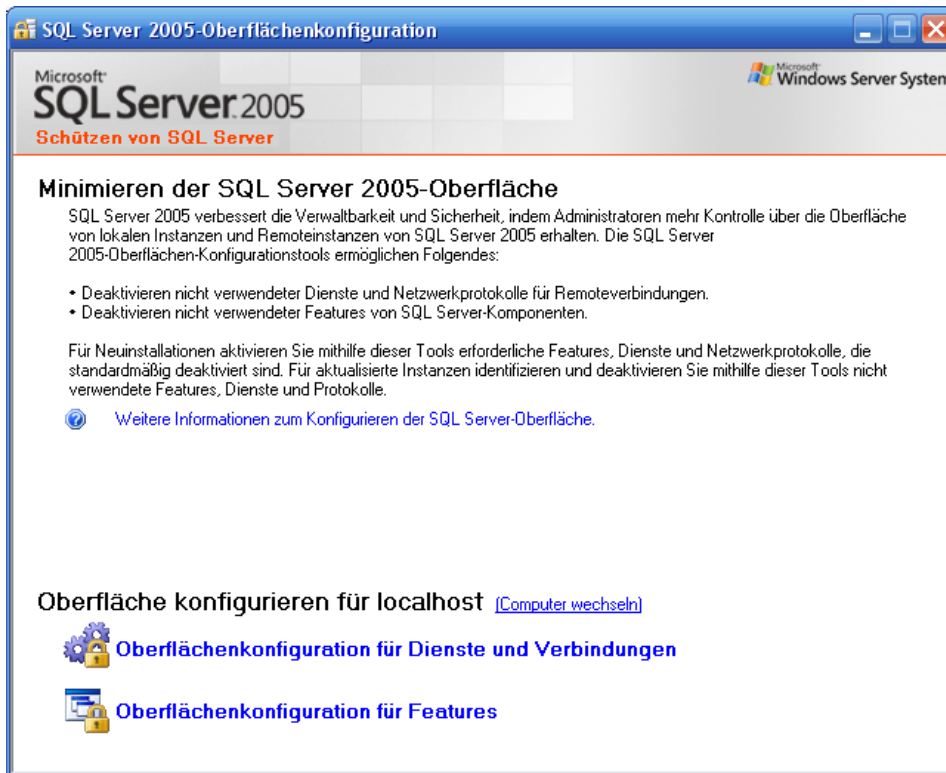 SQL Server 2005-Oberflächenkonfiguration
Microsoft
SQL Server 2005
Schützen von SQL Server
Microsoft
Windows Server System
Minimieren der SQL Server 2005-Oberfläche
SQL Server 2005 verbessert die Verwaltbarkeit und Sicherheit, indem Administratoren mehr Kontrolle über die Oberfläche
von lokalen Instanzen und Remoteinstanzen von SQL Server 2005 erhalten. Die SQL Server
2005-Oberflächen-Konfigurationstools ermöglichen Folgendes:
• Deaktivieren nicht verwendeter Dienste und Netzwerkprotokolle für Remoteverbindungen.
• Deaktivieren nicht verwendeter Features von SQL Server-Komponenten.
Für Neuinstallationen aktivieren Sie mithilfe dieser Tools erforderliche Features, Dienste und Netzwerkprotokolle, die
standardmäßig deaktiviert sind. Für aktualisierte Instanzen identifizieren und deaktivieren Sie mithilfe dieser Tools nicht
verwendete Features, Dienste und Protokolle.
Weitere Informationen zum Konfigurieren der SQL Server-Oberfläche.
Oberfläche konfigurieren für localhost (Computer wechseln)
Oberflächenkonfiguration für Dienste und Verbindungen
Oberflächenkonfiguration für Features